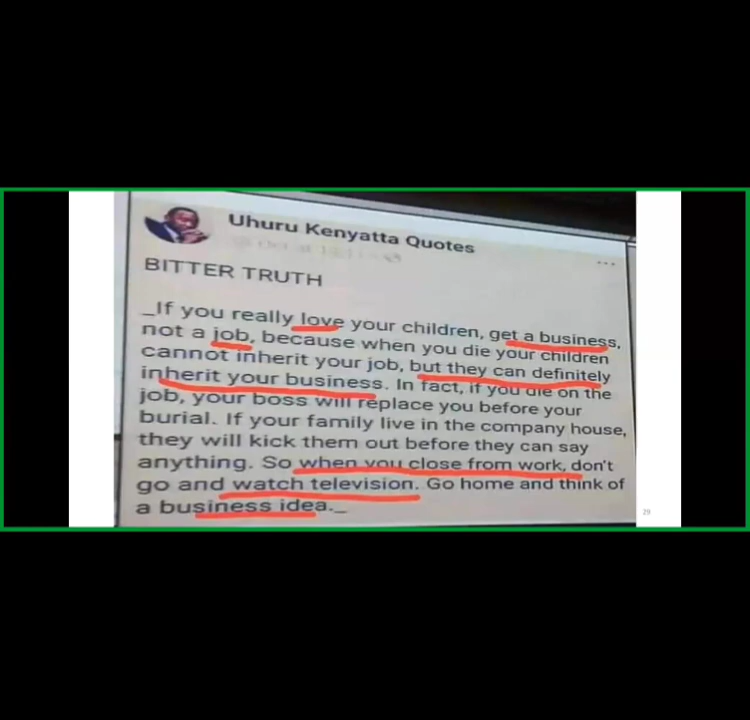 Uhuru Kenyatta Quotes
BITTER TRUTH
_If you really love your children, get a business,
not a job, because when you die your children
cannot inherit your job, but they can definitely
inherit your business. In fact, if you die on the
job, your boss will replace you before your
burial. If your family live in the company house,
they will kick them out before they can say
anything. So when you close from work, don't
go and watch television. Go home and think of
a business idea._
29